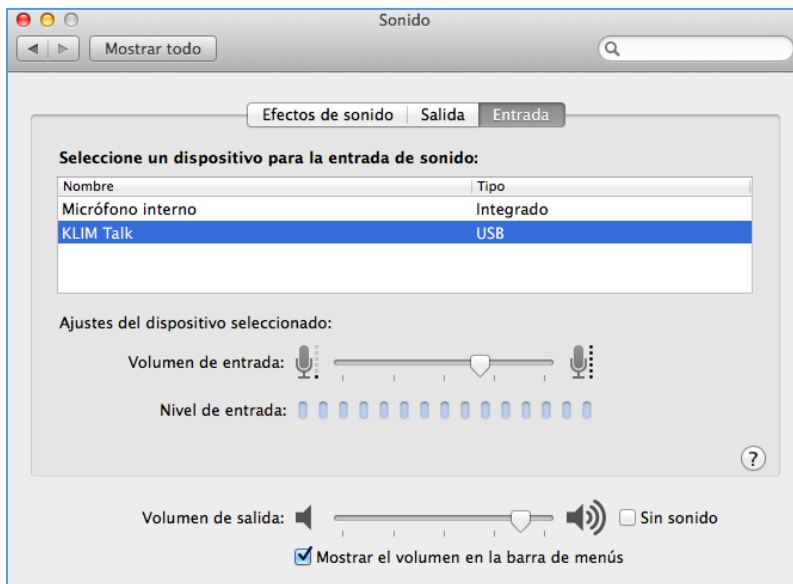 Sonido
Mostrar todo
Efectos de sonido Salida Entrada
Seleccione un dispositivo para la entrada de sonido:
Nombre Tipo
Micrófono interno Integrado
KLIM Talk USB
Ajustes del dispositivo seleccionado:
Volumen de entrada:
Nivel de entrada:
?
Volumen de salida: Sin sonido
Mostrar el volumen en la barra de menús